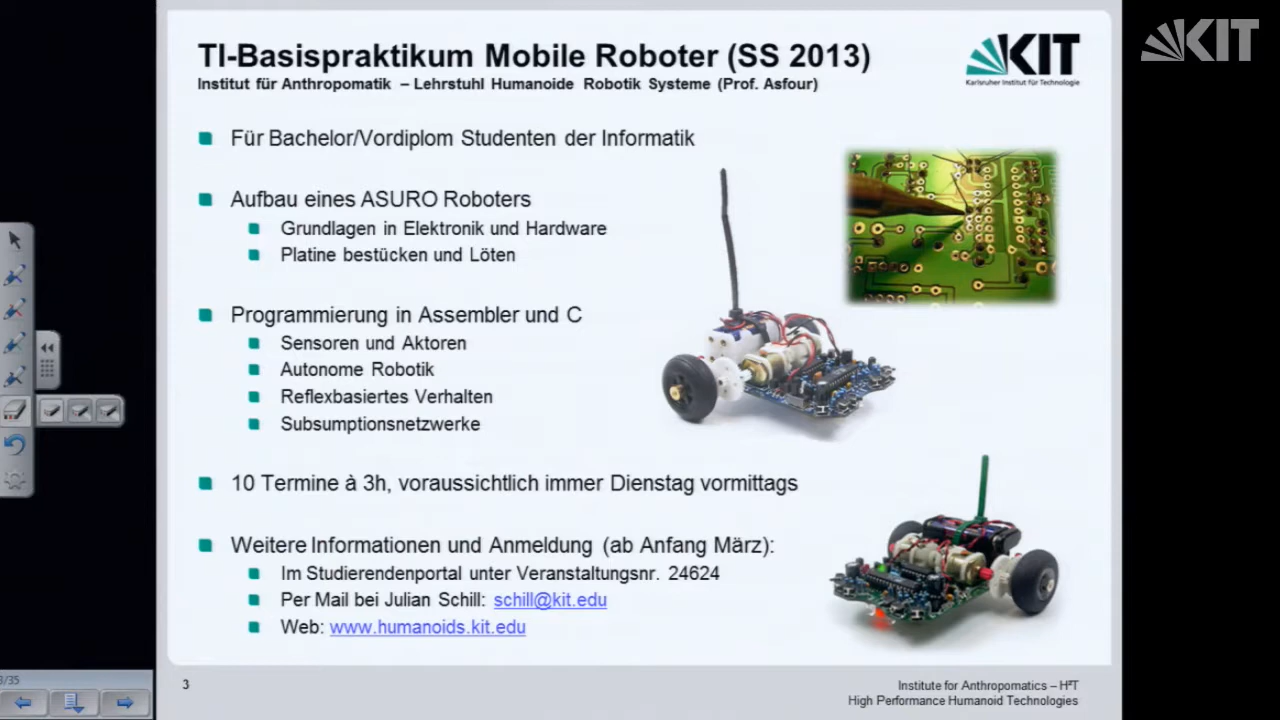 TI-Basispraktikum Mobile Roboter (SS 2013)
Institut für Anthropomatik – Lehrstuhl Humanoide Robotik Systeme (Prof. Asfour)
KIT
Karlsruher Institut für Technologie
KIT
Für Bachelor/Vordiplom Studenten der Informatik
Aufbau eines ASURO Roboters
Grundlagen in Elektronik und Hardware
Platine bestücken und Löten
Programmierung in Assembler und C
Sensoren und Aktoren
Autonome Robotik
Reflexbasiertes Verhalten
Subsumptionsnetzwerke
10 Termine à 3h, voraussichtlich immer Dienstag vormittags
Weitere Informationen und Anmeldung (ab Anfang März):
Im Studierendenportal unter Veranstaltungsnr. 24624
Per Mail bei Julian Schill: schill@kit.edu
Web: www.humanoids.kit.edu
3/35
3
Institute for Anthropomatics – H²T
High Performance Humanoid Technologies